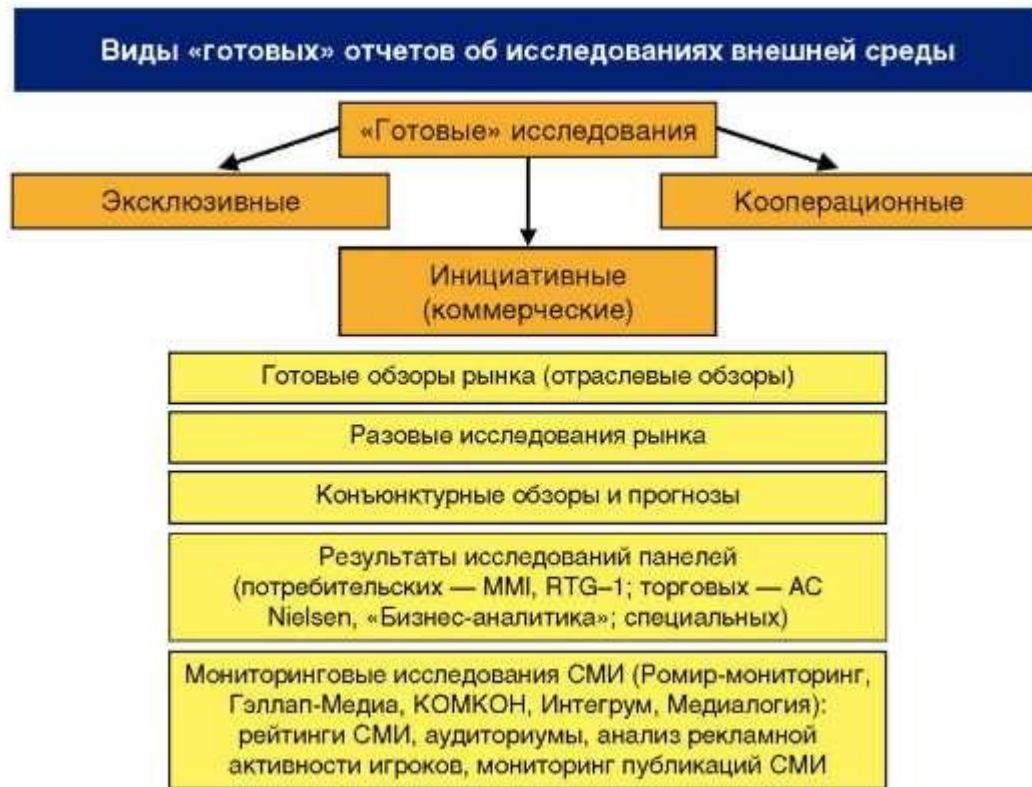 Виды «готовых» отчетов об исследованиях внешней среды
«Готовые» исследования
Эксклюзивные
Кооперационные
Инициативные
(коммерческие)
Готовые обзоры рынка (отраслевые обзоры)
Разовые исследования рынка
Конъюнктурные обзоры и прогнозы
Результаты исследований панелей
(потребительских — MMI, RTG–1; торговых — AC
Nielsen, «Бизнес-аналитика»; специальных)
Мониторинговые исследования СМИ (Ромир-мониторинг,
Гэллап-Медиа, КОМКОН, Интегрум, Медиалогия):
рейтинги СМИ, аудиториумы, анализ рекламной
активности игроков, мониторинг публикаций СМИ